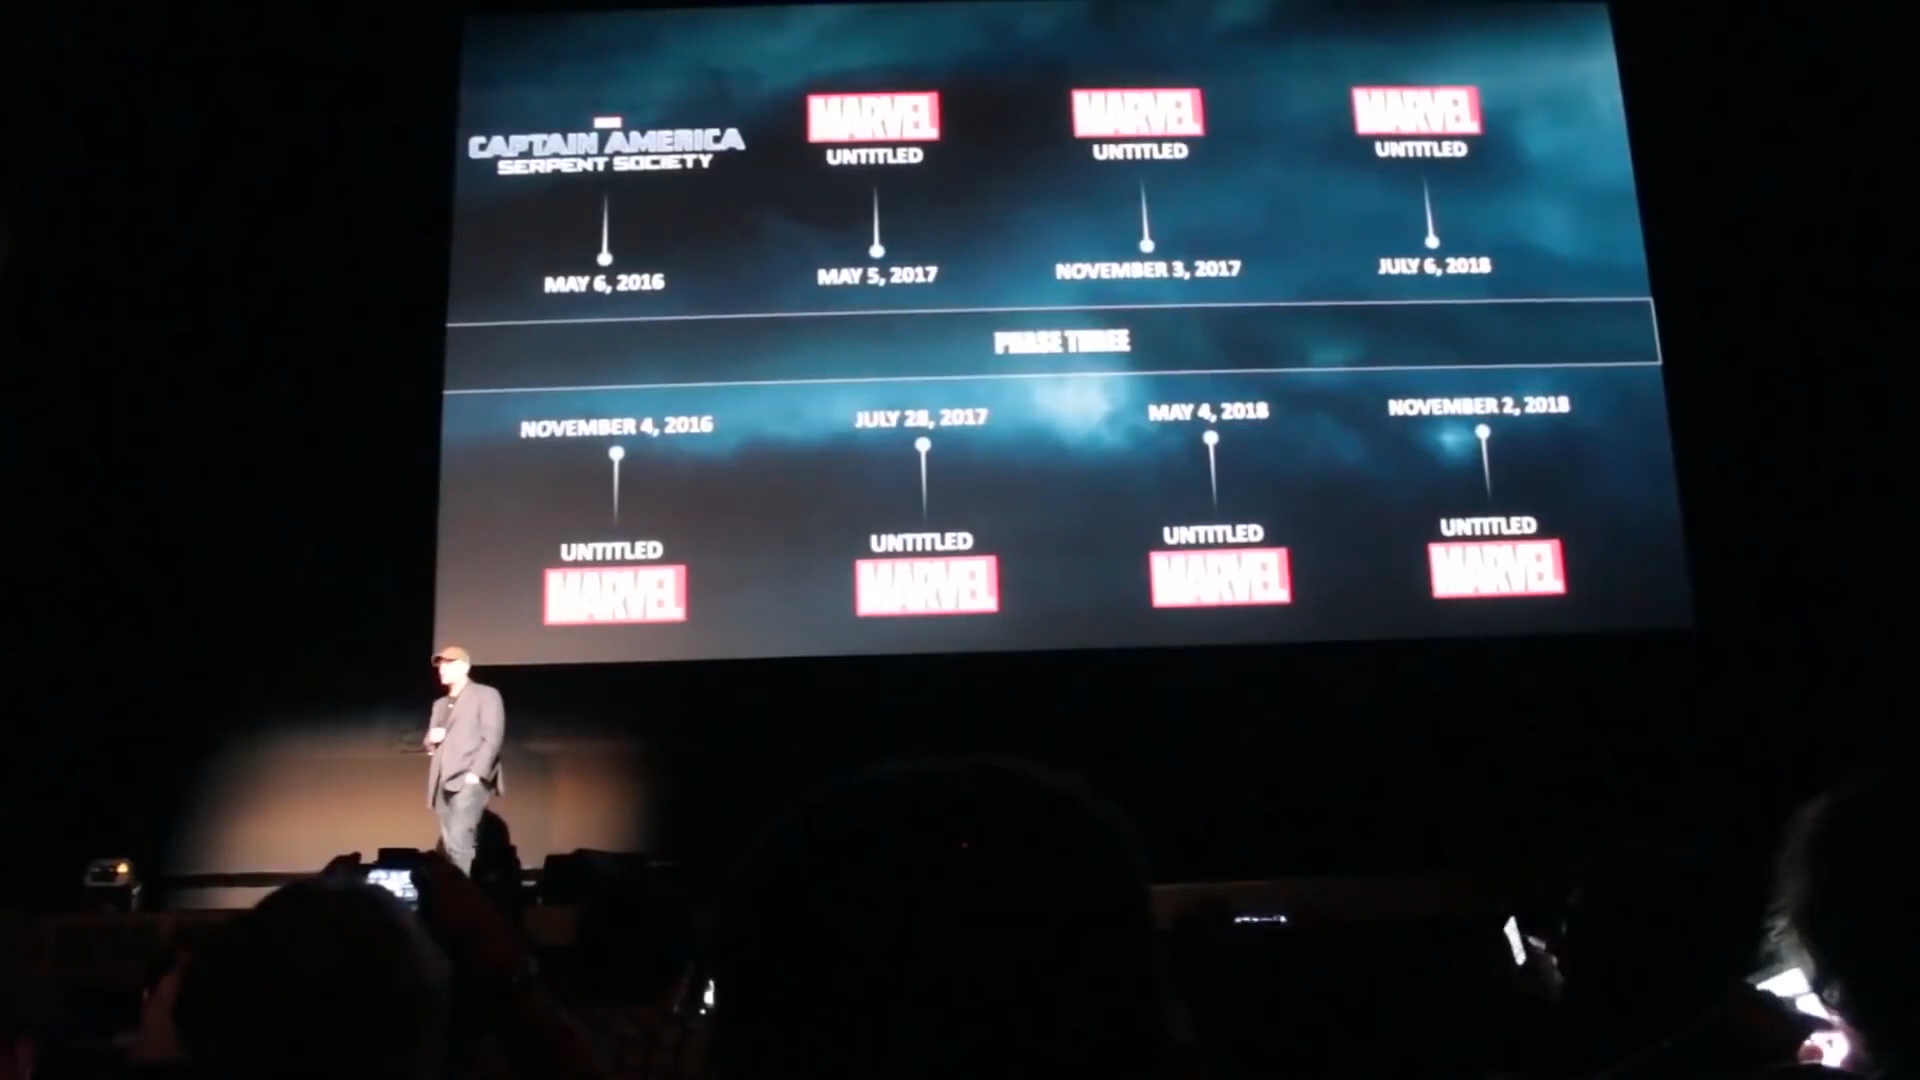 CAPTAIN AMERICA
SERPENT SOCIETY
MAY 6, 2016
MARVEL
UNTITLED
MAY 5, 2017
MARVEL
UNTITLED
NOVEMBER 3, 2017
MARVEL
UNTITLED
JULY 6, 2018
PHASE THREE
NOVEMBER 4, 2016
UNTITLED
MARVEL
JULY 28, 2017
UNTITLED
MARVEL
MAY 4, 2018
UNTITLED
MARVEL
NOVEMBER 2, 2018
UNTITLED
MARVEL